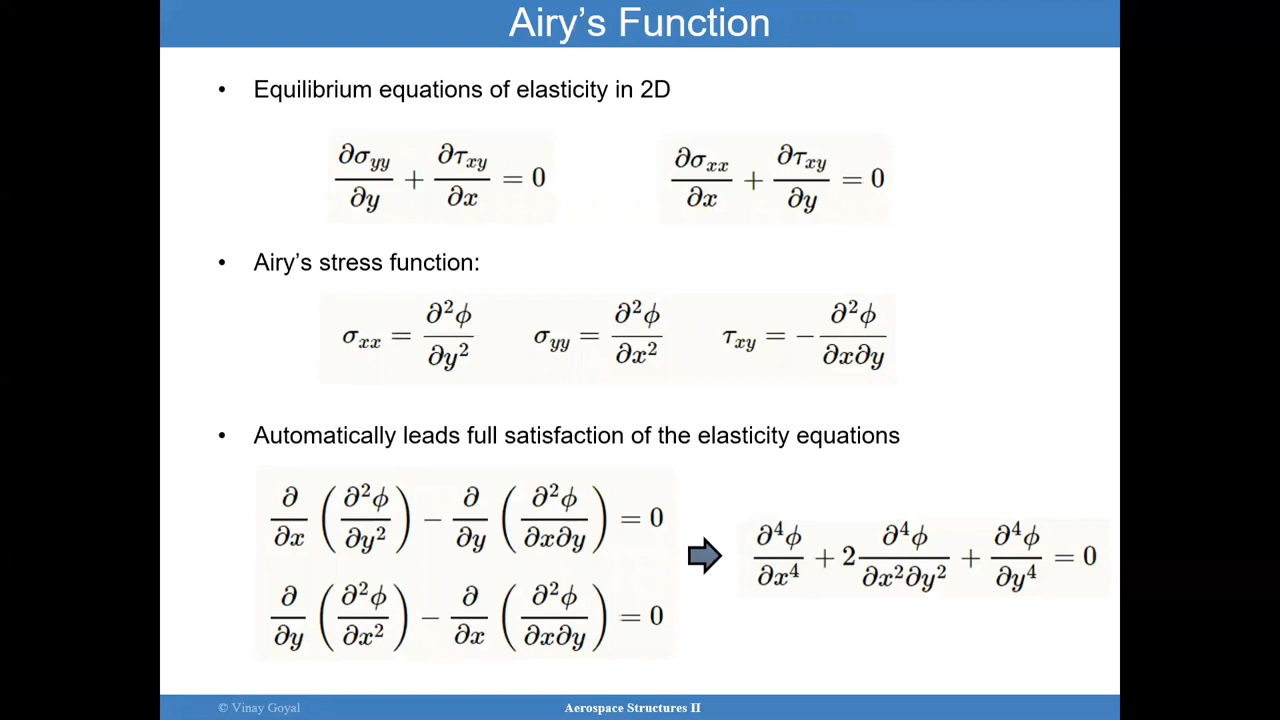 Airy’s Function
• Equilibrium equations of elasticity in 2D
∂σ_yy/∂y + ∂τ_xy/∂x = 0    ∂σ_xx/∂x + ∂τ_xy/∂y = 0
• Airy’s stress function:
σ_xx = ∂²ϕ/∂y²    σ_yy = ∂²ϕ/∂x²    τ_xy = − ∂²ϕ/∂x∂y
• Automatically leads full satisfaction of the elasticity equations
∂/∂x (∂²ϕ/∂y²) − ∂/∂y (∂²ϕ/∂x∂y) = 0
∂/∂y (∂²ϕ/∂x²) − ∂/∂x (∂²ϕ/∂x∂y) = 0
∂⁴ϕ/∂x⁴ + 2 ∂⁴ϕ/∂x²∂y² + ∂⁴ϕ/∂y⁴ = 0
© Vinay Goyal    Aerospace Structures II